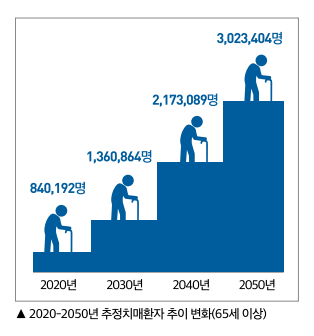 3,023,404명
2,173,089명
1,360,864명
840,192명
2020년 2030년 2040년 2050년
▲ 2020-2050년 추정치매환자 추이 변화(65세 이상)